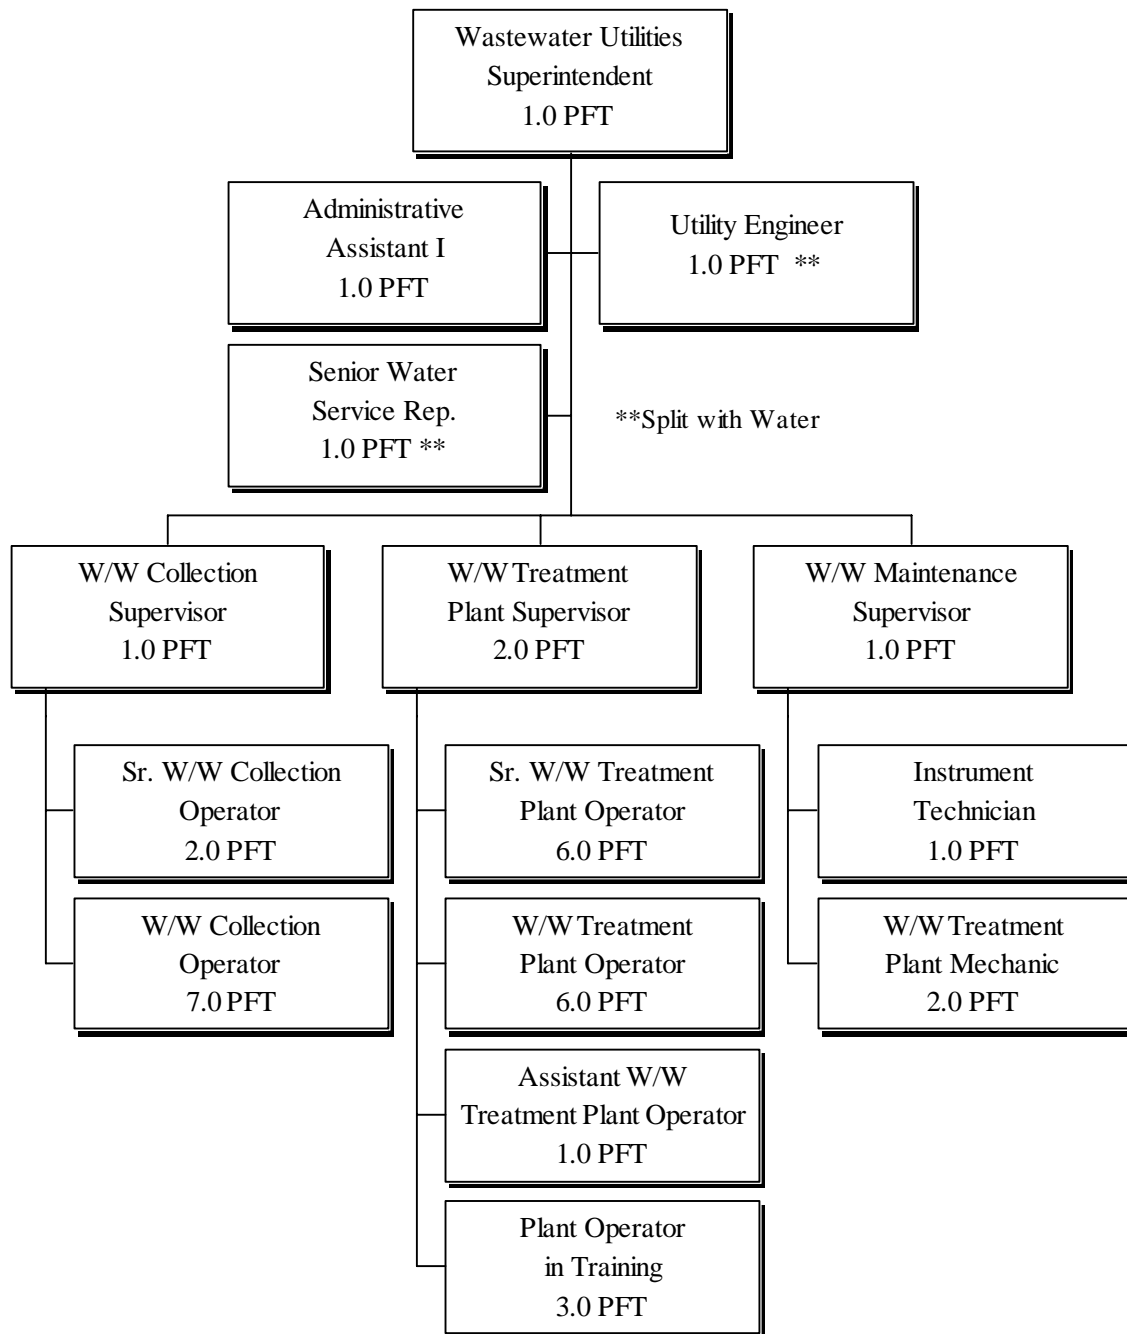 Wastewater Utilities
Superintendent
1.0 PFT
Administrative
Assistant I
1.0 PFT
Utility Engineer
1.0 PFT **
Senior Water
Service Rep.
1.0 PFT **
**Split with Water
W/W Collection
Supervisor
1.0 PFT
W/W Treatment
Plant Supervisor
2.0 PFT
W/W Maintenance
Supervisor
1.0 PFT
Sr. W/W Collection
Operator
2.0 PFT
Sr. W/W Treatment
Plant Operator
6.0 PFT
Instrument
Technician
1.0 PFT
W/W Collection
Operator
7.0 PFT
W/W Treatment
Plant Operator
6.0 PFT
W/W Treatment
Plant Mechanic
2.0 PFT
Assistant W/W
Treatment Plant Operator
1.0 PFT
Plant Operator
in Training
3.0 PFT